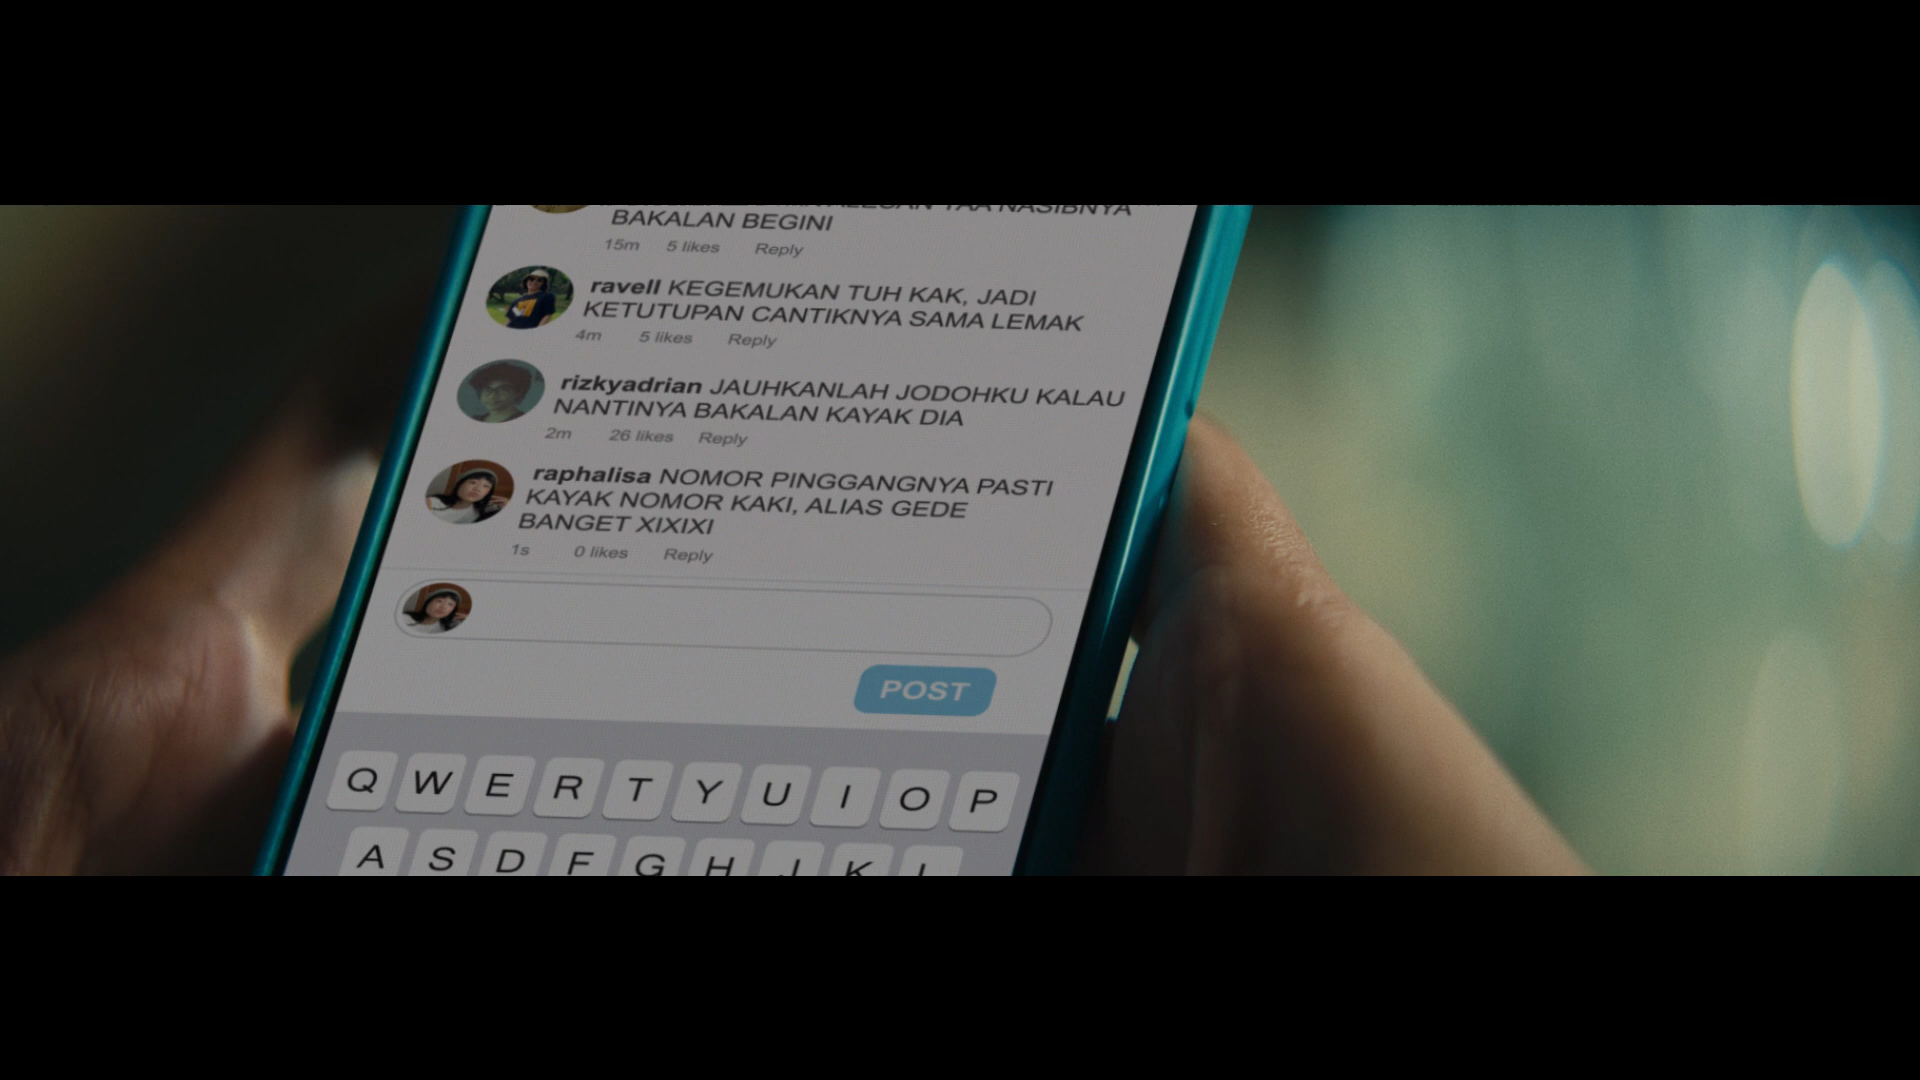 NASIBNYA
BAKALAN BEGINI
15m 5 likes Reply
ravell KEGEMUKAN TUH KAK, JADI
KETUTUPAN CANTIKNYA SAMA LEMAK
4m 5 likes Reply
rizkyadrian JAUHKANLAH JODOHKU KALAU
NANTINYA BAKALAN KAYAK DIA
2m 26 likes Reply
raphalisa NOMOR PINGGANGNYA PASTI
KAYAK NOMOR KAKI, ALIAS GEDE
BANGET XIXIXI
1s 0 likes Reply
POST
Q W E R T Y U I O P
A S D F G H J K L